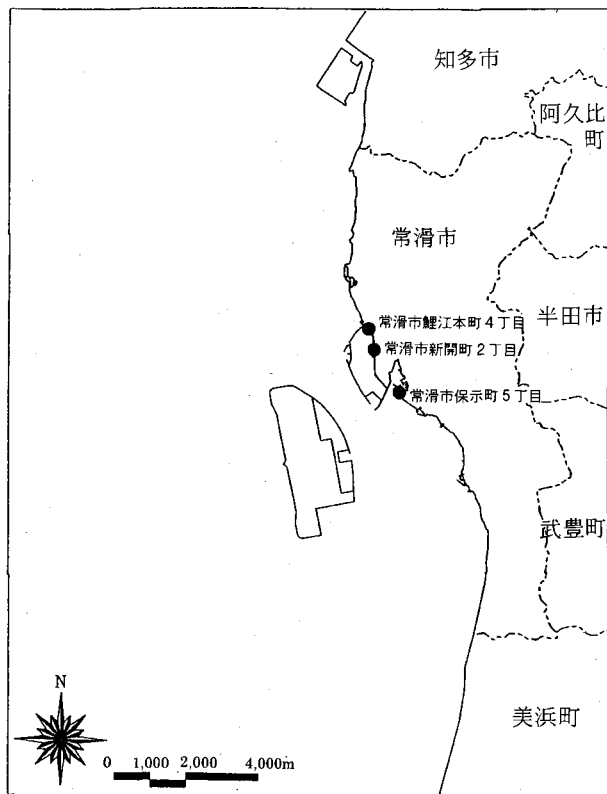 知多市
阿久比
町
常滑市
半田市
常滑市鯉江本町4丁目
常滑市新開町2丁目
常滑市保示町5丁目
武豊町
美浜町
N
0 1,000 2,000 4,000m